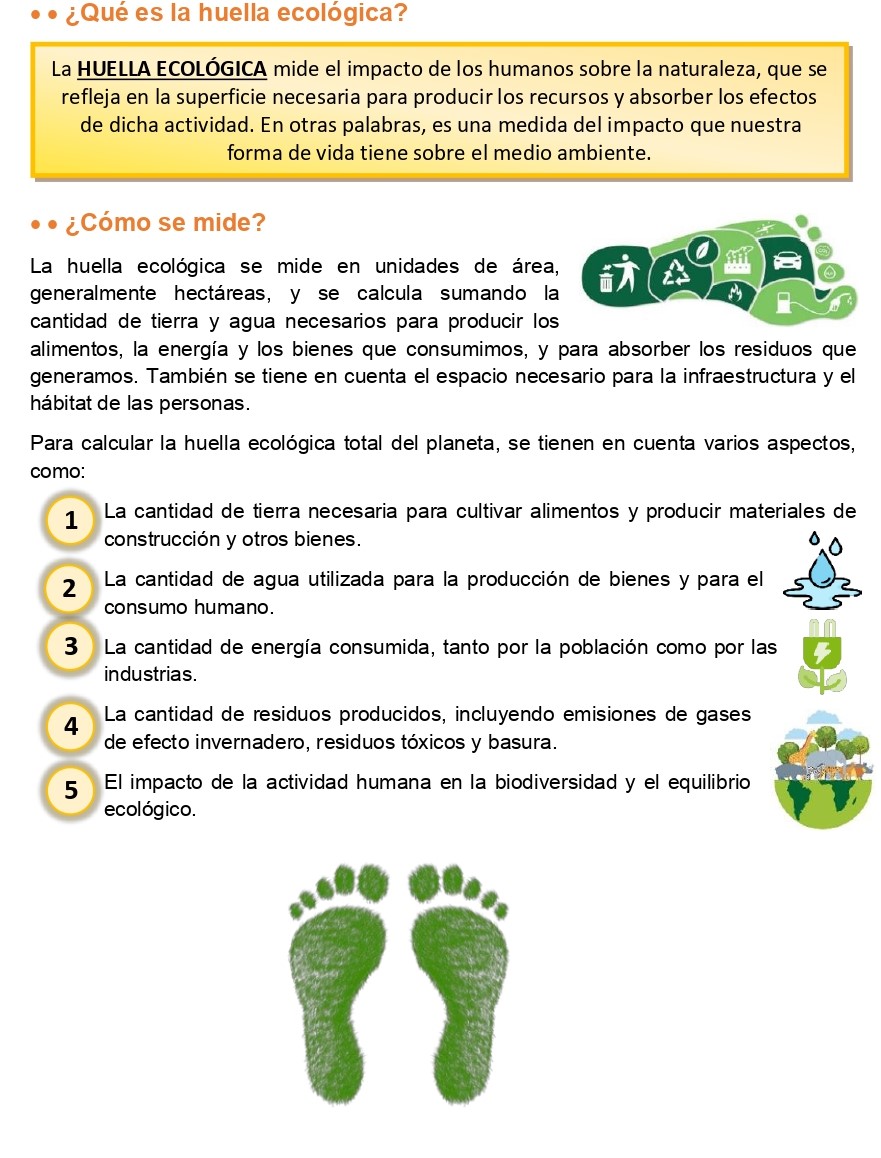 • • ¿Qué es la huella ecológica?
La HUELLA ECOLÓGICA mide el impacto de los humanos sobre la naturaleza, que se
refleja en la superficie necesaria para producir los recursos y absorber los efectos
de dicha actividad. En otras palabras, es una medida del impacto que nuestra
forma de vida tiene sobre el medio ambiente.
• • ¿Cómo se mide?
La huella ecológica se mide en unidades de área,
generalmente hectáreas, y se calcula sumando la
cantidad de tierra y agua necesarios para producir los
alimentos, la energía y los bienes que consumimos, y para absorber los residuos que
generamos. También se tiene en cuenta el espacio necesario para la infraestructura y el
hábitat de las personas.
Para calcular la huella ecológica total del planeta, se tienen en cuenta varios aspectos,
como:
1 La cantidad de tierra necesaria para cultivar alimentos y producir materiales de
construcción y otros bienes.
2 La cantidad de agua utilizada para la producción de bienes y para el
consumo humano.
3 La cantidad de energía consumida, tanto por la población como por las
industrias.
4 La cantidad de residuos producidos, incluyendo emisiones de gases
de efecto invernadero, residuos tóxicos y basura.
5 El impacto de la actividad humana en la biodiversidad y el equilibrio
ecológico.